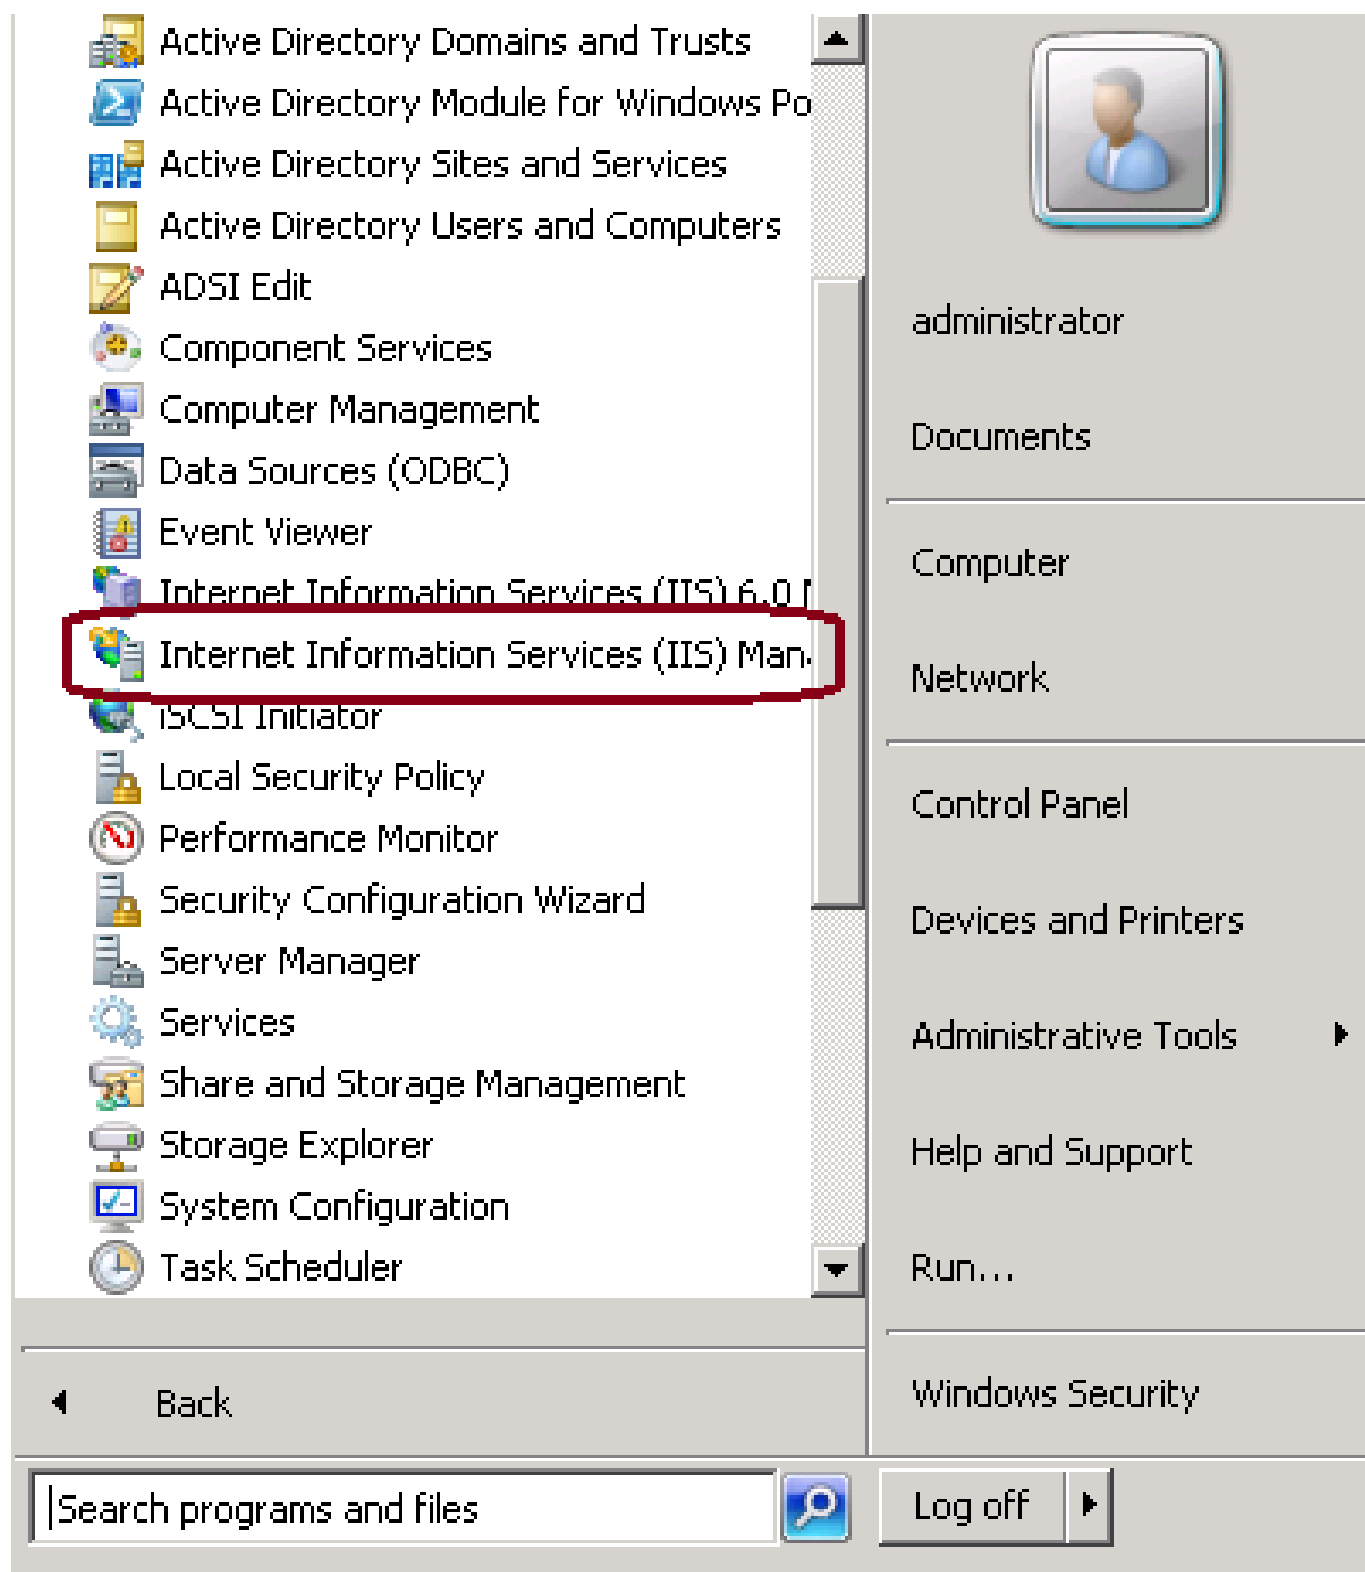 Active Directory Domains and Trusts
Active Directory Module for Windows Po
Active Directory Sites and Services
Active Directory Users and Computers
ADSI Edit
Component Services
Computer Management
Data Sources (ODBC)
Event Viewer
Internet Information Services (IIS) 6.0
Internet Information Services (IIS) Man
iSCSI Initiator
Local Security Policy
Performance Monitor
Security Configuration Wizard
Server Manager
Services
Share and Storage Management
Storage Explorer
System Configuration
Task Scheduler
Back
Search programs and files
administrator
Documents
Computer
Network
Control Panel
Devices and Printers
Administrative Tools
Help and Support
Run...
Windows Security
Log off